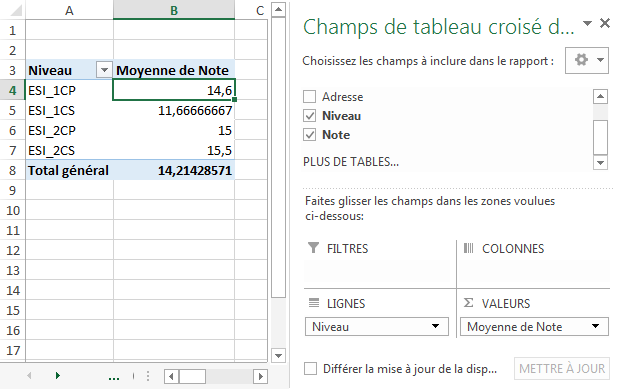 A B C
1
2
3 Niveau Moyenne de Note
4 ESI_1CP 14,6
5 ESI_1CS 11,66666667
6 ESI_2CP 15
7 ESI_2CS 15,5
8 Total général 14,21428571
9
10
11
12
13
14
15
16
17
...
Champs de tableau croisé d...
Choisissez les champs à inclure dans le rapport :
Adresse
Niveau
Note
PLUS DE TABLES...
Faites glisser les champs dans les zones voulues
ci-dessous:
FILTRES COLONNES
LIGNES Σ VALEURS
Niveau Moyenne de Note
Différer la mise à jour de la disp... METTRE À JOUR